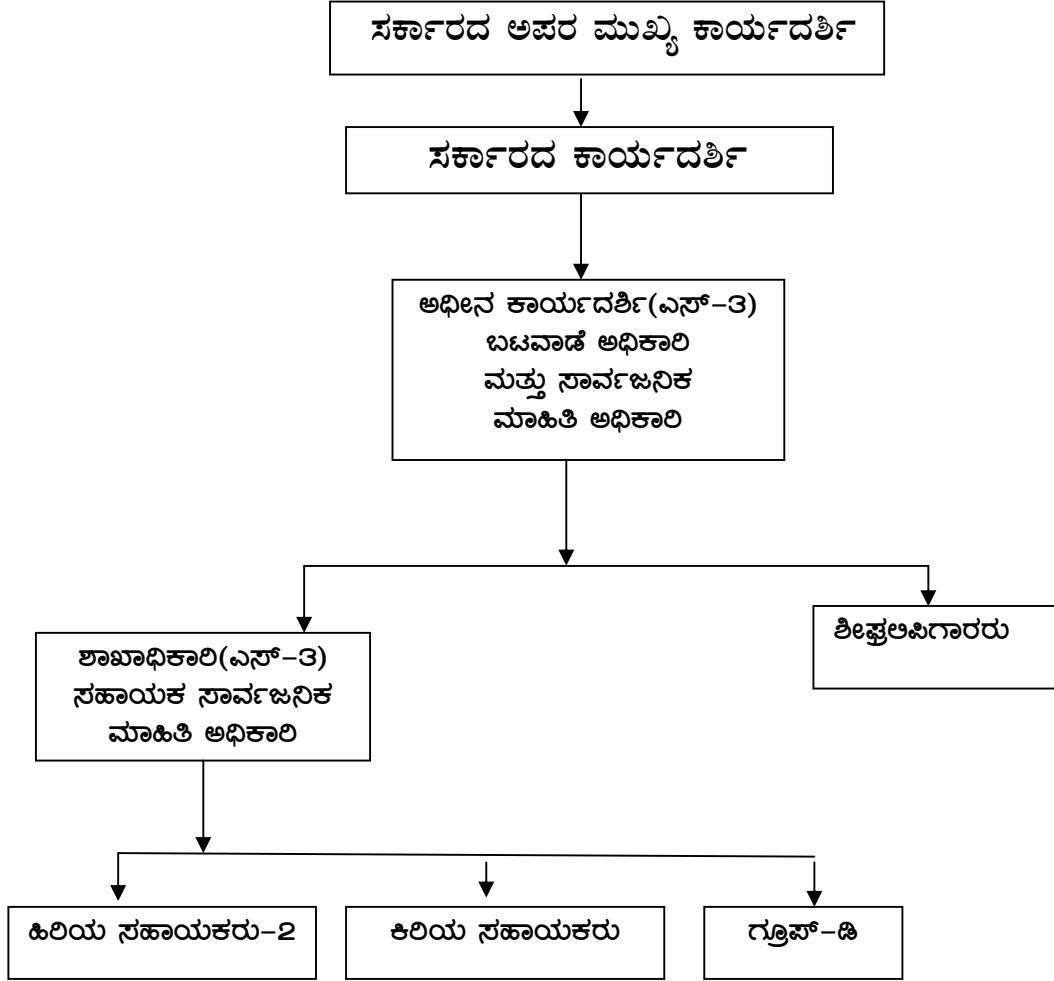 ಸರ್ಕಾರದ ಅಪರ ಮುಖ್ಯ ಕಾರ್ಯದರ್ಶಿ
ಸರ್ಕಾರದ ಕಾರ್ಯದರ್ಶಿ
ಅಧೀನ ಕಾರ್ಯದರ್ಶಿ(ಎಸ್-3)
ಬಟವಾಡೆ ಅಧಿಕಾರಿ
ಮತ್ತು ಸಾರ್ವಜನಿಕ
ಮಾಹಿತಿ ಅಧಿಕಾರಿ
ಶೀಘ್ರಲಿಪಿಗಾರರು
ಶಾಖಾಧಿಕಾರಿ(ಎಸ್-3)
ಸಹಾಯಕ ಸಾರ್ವಜನಿಕ
ಮಾಹಿತಿ ಅಧಿಕಾರಿ
ಹಿರಿಯ ಸಹಾಯಕರು-2
ಕಿರಿಯ ಸಹಾಯಕರು
ಗ್ರೂಪ್-ಡಿ